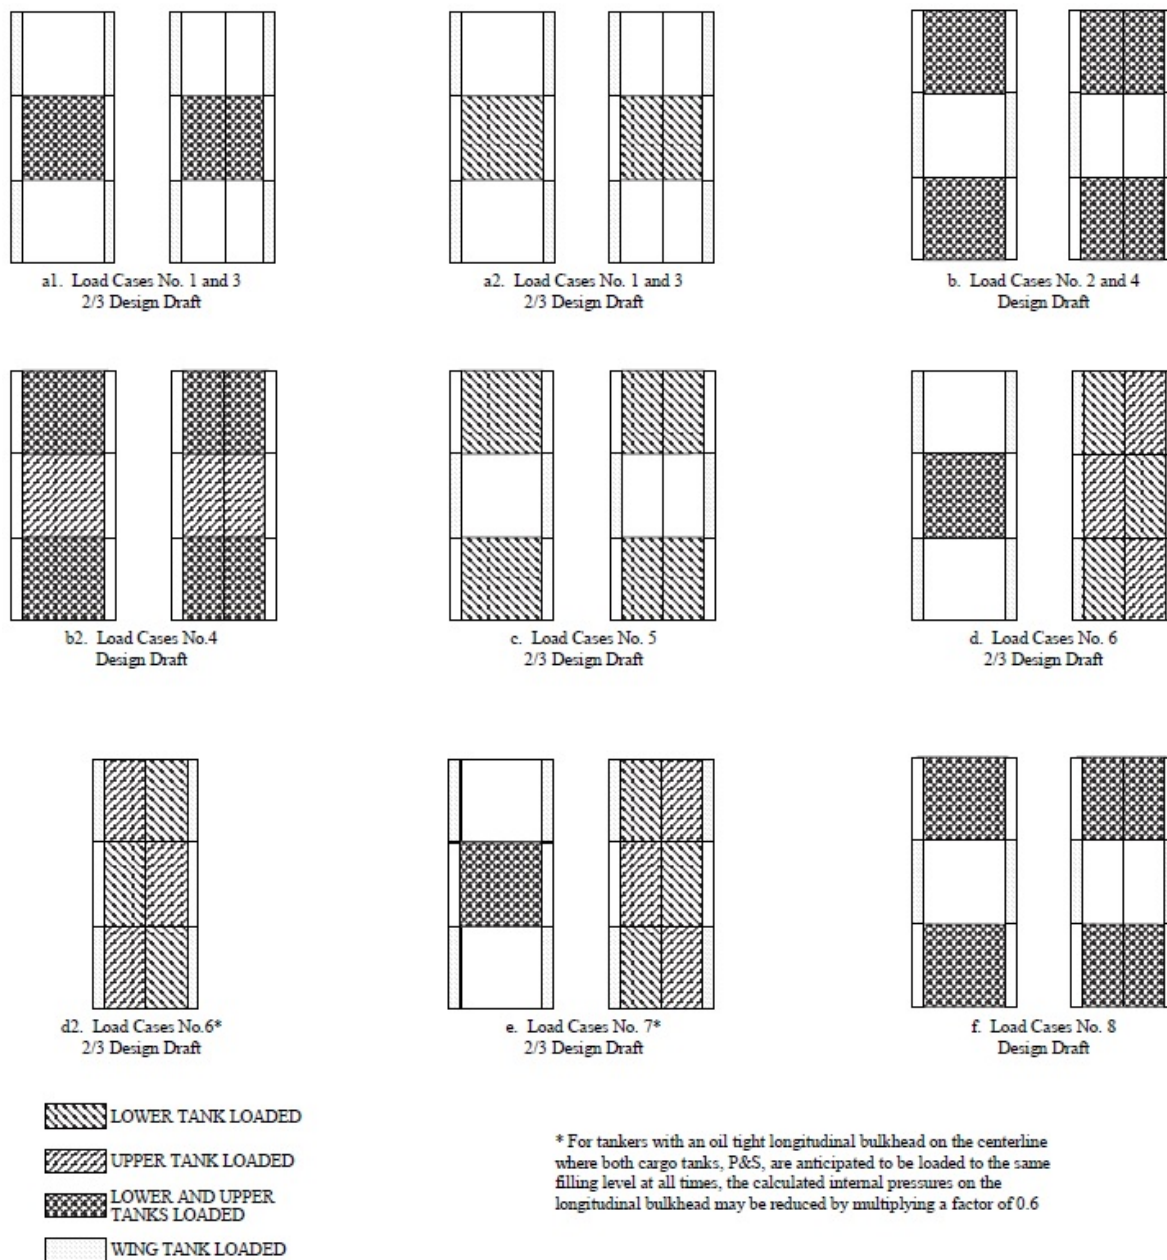 a1. Load Cases No. 1 and 3
2/3 Design Draft
a2. Load Cases No. 1 and 3
2/3 Design Draft
b. Load Cases No. 2 and 4
Design Draft
b2. Load Cases No.4
Design Draft
c. Load Cases No. 5
2/3 Design Draft
d. Load Cases No. 6
2/3 Design Draft
d2. Load Cases No.6*
2/3 Design Draft
e. Load Cases No. 7*
2/3 Design Draft
f. Load Cases No. 8
Design Draft
LOWER TANK LOADED
UPPER TANK LOADED
LOWER AND UPPER
TANKS LOADED
WING TANK LOADED
* For tankers with an oil tight longitudinal bulkhead on the centerline
where both cargo tanks, P&S, are anticipated to be loaded to the same
filling level at all times, the calculated internal pressures on the
longitudinal bulkhead may be reduced by multiplying a factor of 0.6